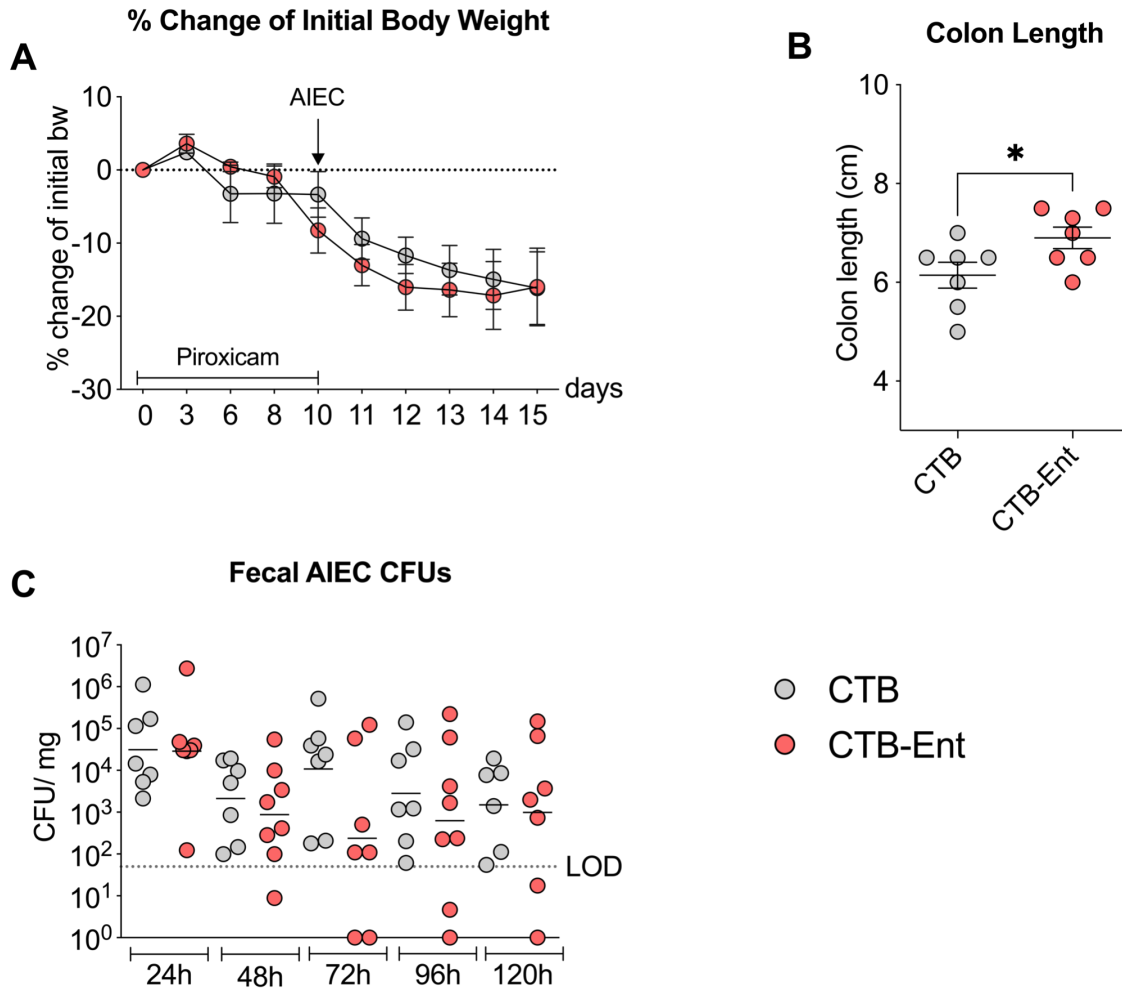 % Change of Initial Body Weight
A
% change of initial bw
10
0
-10
-20
-30
AIEC
Piroxicam
days
0 3 6 8 10 11 12 13 14 15
B
Colon Length
Colon length (cm)
10
8
6
4
*
CTB
CTB-Ent
C
Fecal AIEC CFUs
CFU/ mg
10⁷
10⁶
10⁵
10⁴
10³
10²
10¹
10⁰
LOD
24h 48h 72h 96h 120h
CTB
CTB-Ent